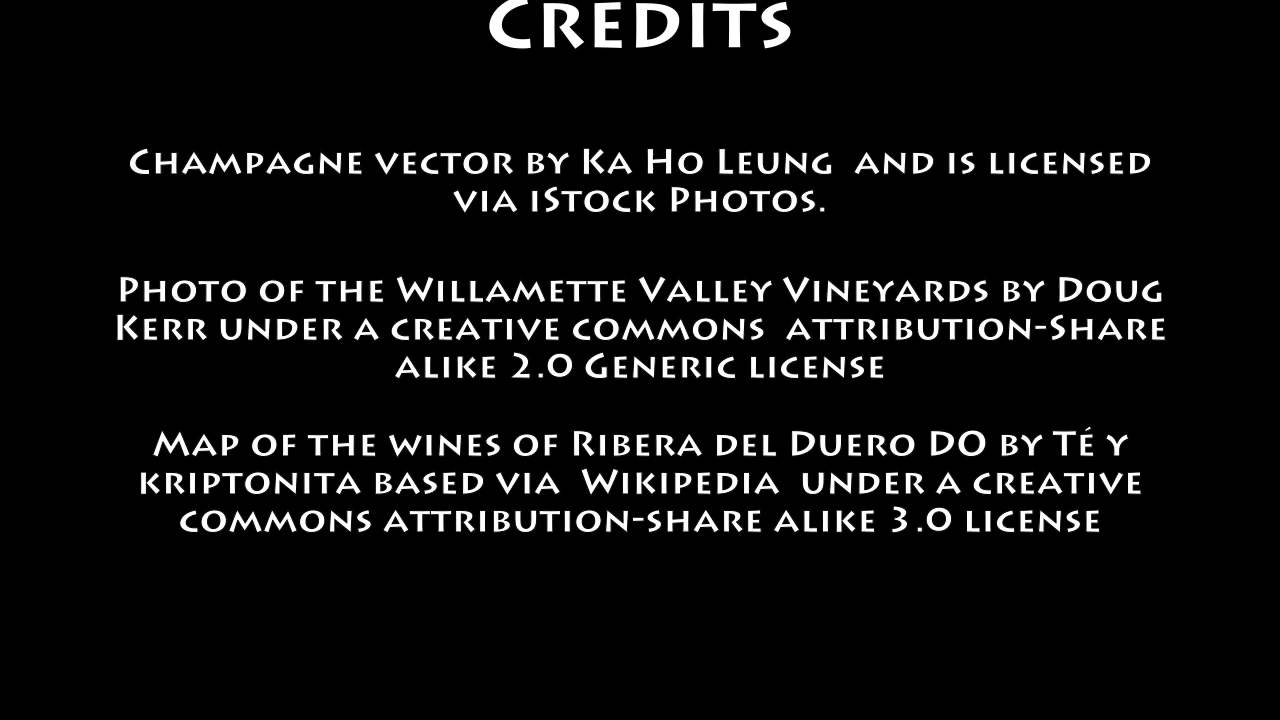 Credits
Champagne vector by Ka Ho Leung and is licensed
via iStock Photos.
Photo of the Willamette Valley Vineyards by Doug
Kerr under a creative commons attribution-Share
alike 2.0 Generic license
Map of the wines of Ribera del Duero DO by Té y
kriptonita based via Wikipedia under a creative
commons attribution-share alike 3.0 license